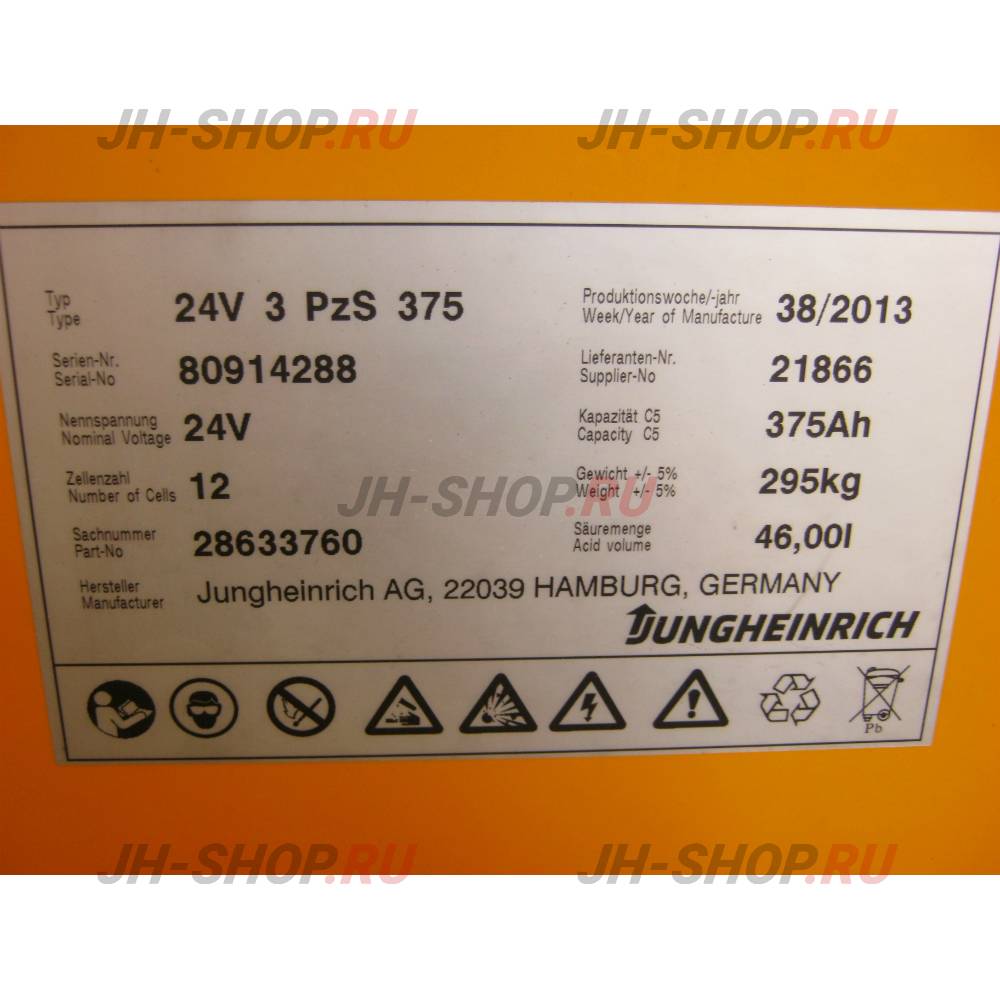 JH-SHOP.RU JH-SHOP.RU
Typ
Type 24V 3 PzS 375
Produktionswoche/-jahr
Week/Year of Manufacture 38/2013
Serien-Nr.
Serial-No 80914288
Lieferanten-Nr.
Supplier-No 21866
Nennspannung
Nominal Voltage 24V
Kapazität C5
Capacity C5 375Ah
Zellenzahl
Number of Cells 12
Gewicht +/- 5%
Weight +/- 5% 295kg
JH-SHOP.RU
Sachnummer
Part-No 28633760
Säuremenge
Acid volume 46,00l
Hersteller
Manufacturer Jungheinrich AG, 22039 HAMBURG, GERMANY
JUNGHEINRICH
Pb
JH-SHOP.RU JH-SHOP.RU